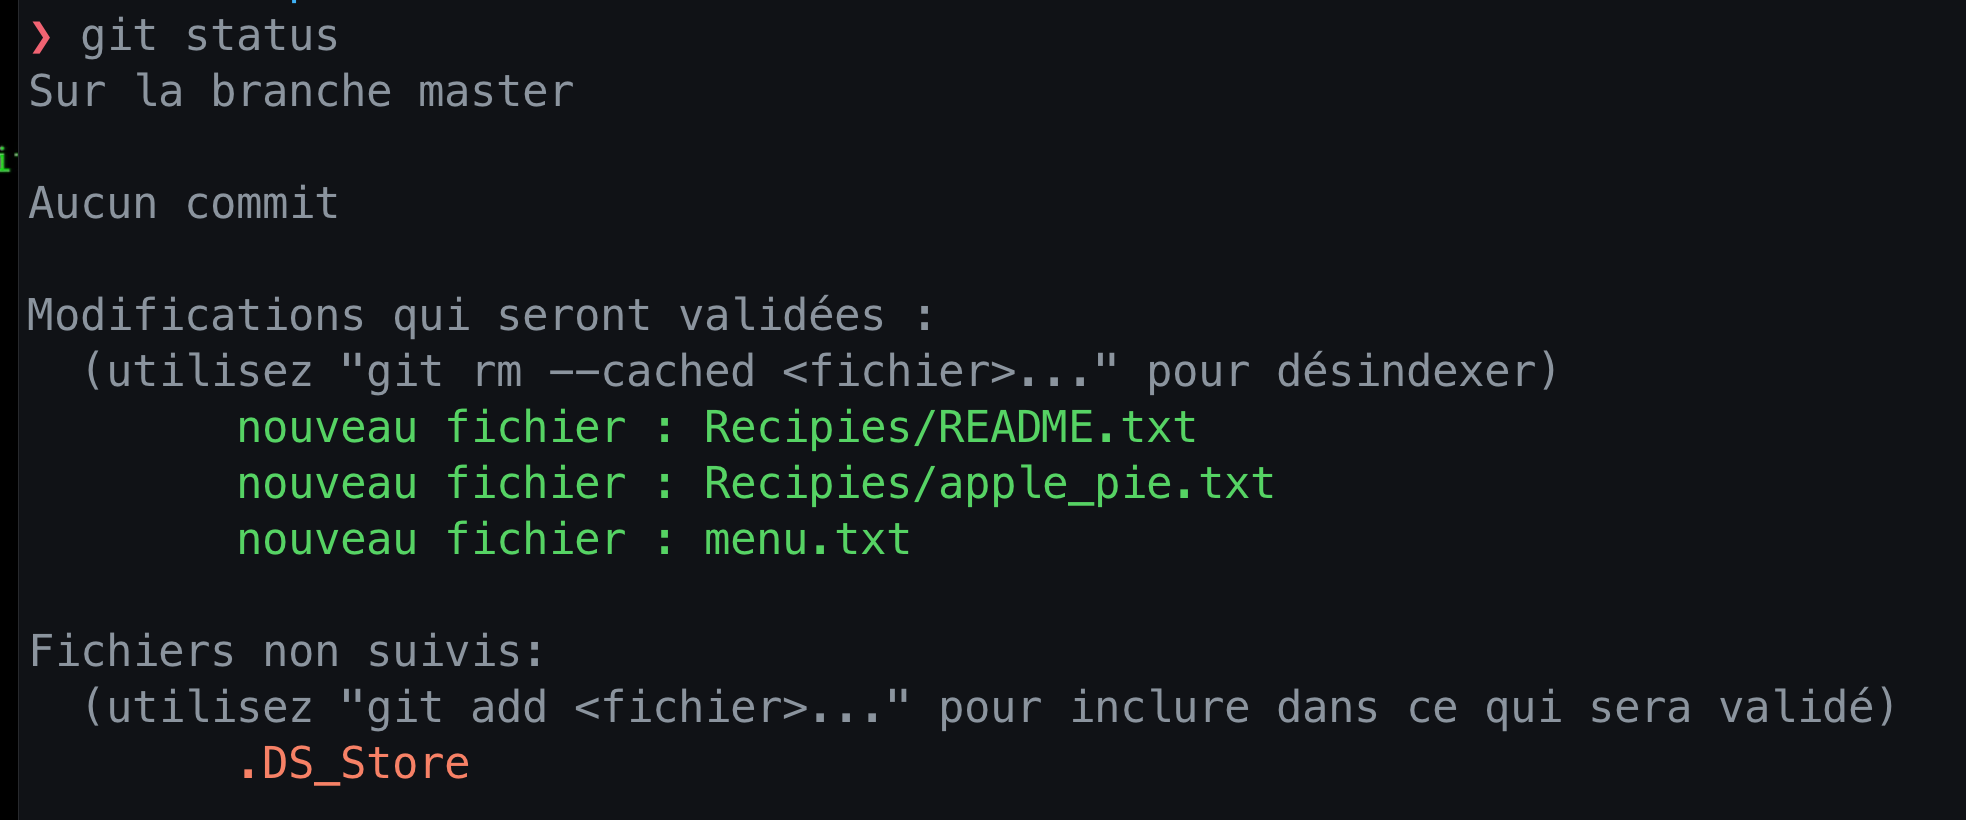 ❯ git status
Sur la branche master
Aucun commit
Modifications qui seront validées :
(utilisez "git rm --cached <fichier>..." pour désindexer)
nouveau fichier : Recipies/README.txt
nouveau fichier : Recipies/apple_pie.txt
nouveau fichier : menu.txt
Fichiers non suivis:
(utilisez "git add <fichier>..." pour inclure dans ce qui sera validé)
.DS_Store